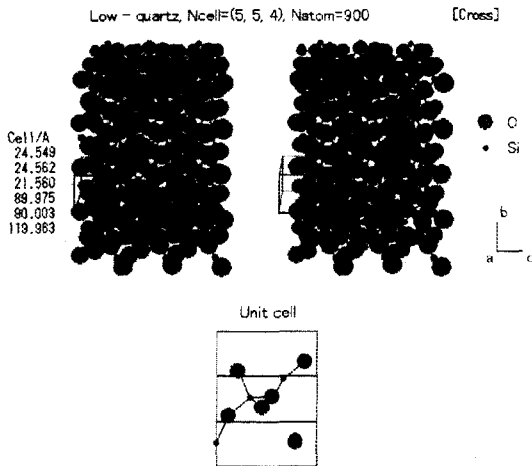 Low - quartz, Ncell=(5, 5, 4), Natom=900 [Cross]
Cell/A
24.549
24.562
21.560
89.975
90.003
119.963
O
Si
b
a c
Unit cell